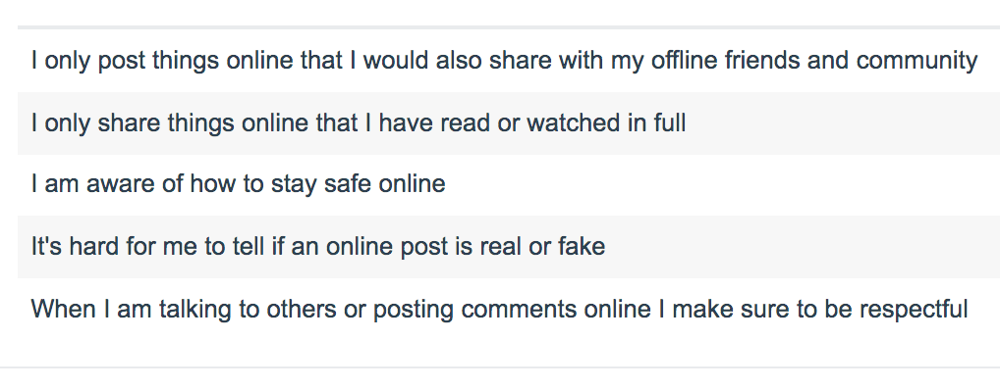 I only post things online that I would also share with my offline friends and community
I only share things online that I have read or watched in full
I am aware of how to stay safe online
It's hard for me to tell if an online post is real or fake
When I am talking to others or posting comments online I make sure to be respectful